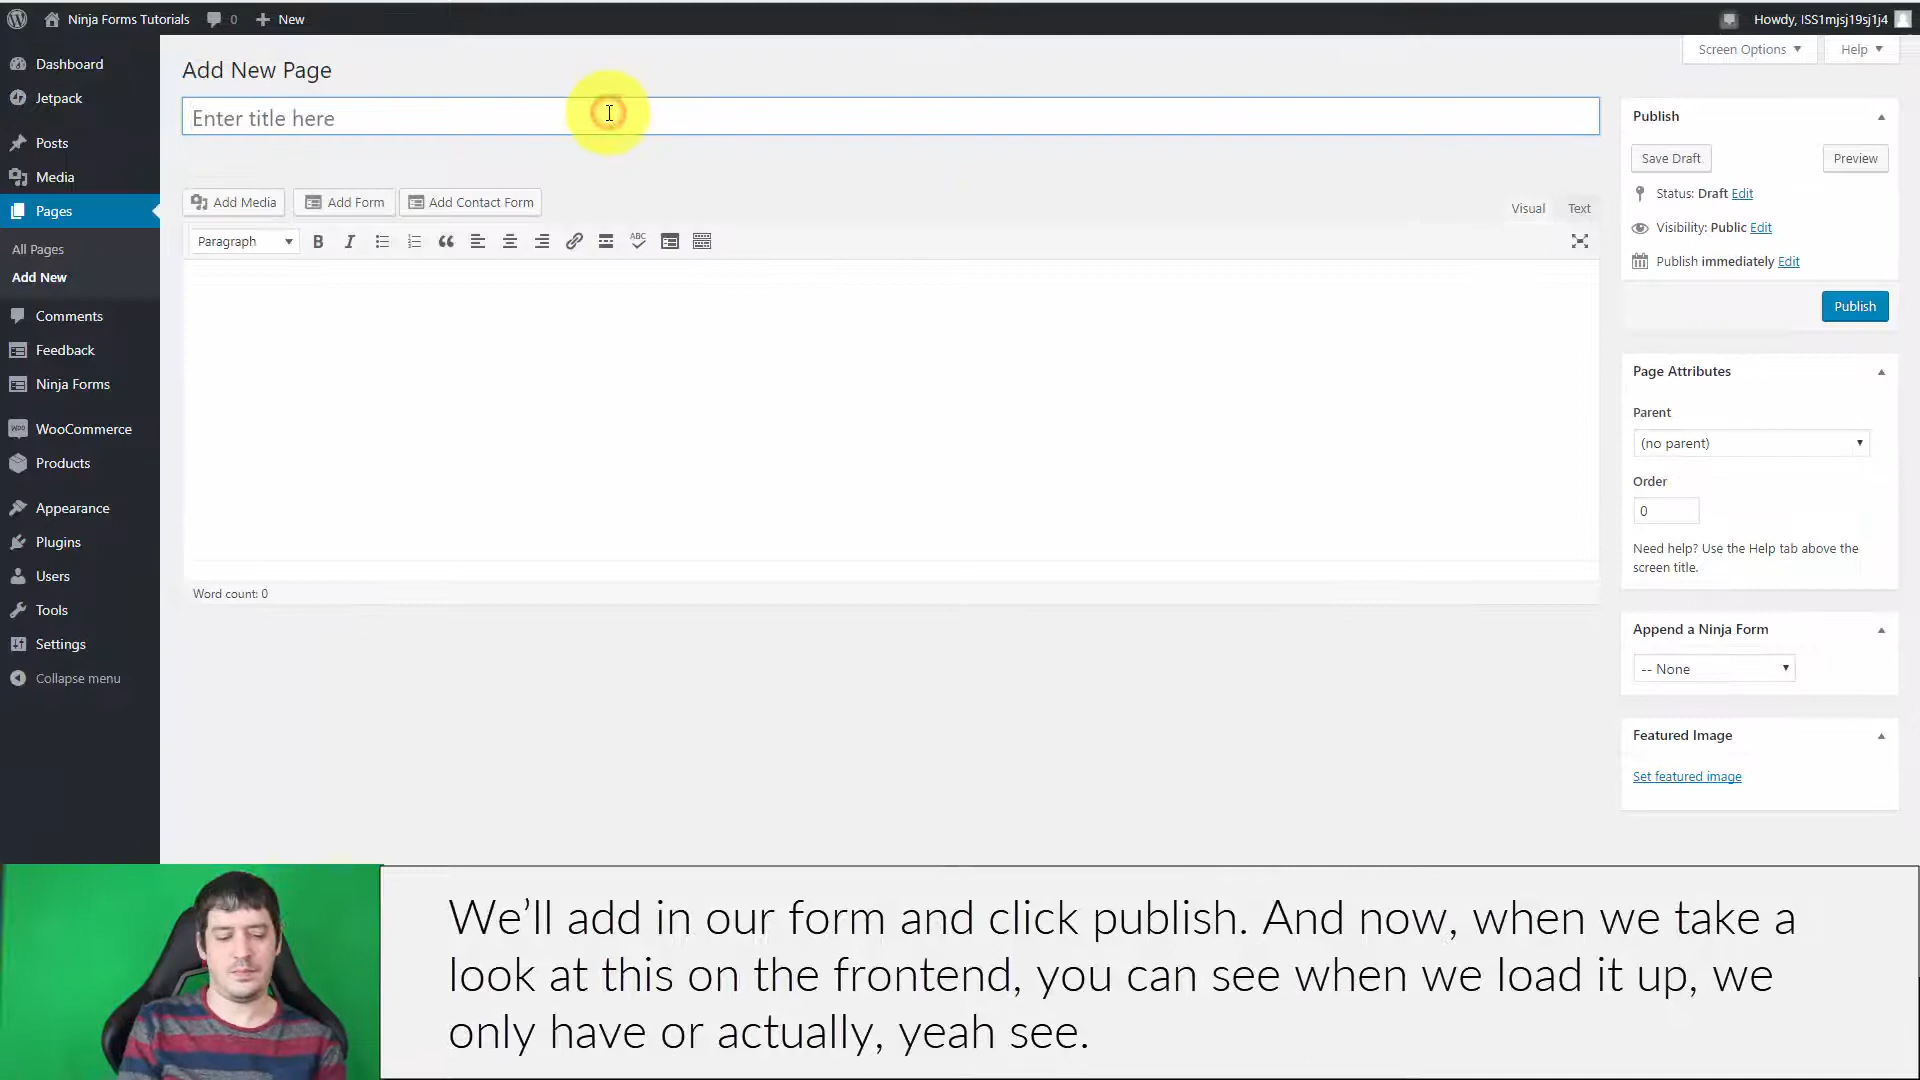 Ninja Forms Tutorials
0
New
Howdy, ISS1mjsj19sj1j4
Screen Options
Help
Dashboard
Jetpack
Posts
Media
Pages
All Pages
Add New
Comments
Feedback
Ninja Forms
WooCommerce
Products
Appearance
Plugins
Users
Tools
Settings
Collapse menu
Add New Page
Enter title here
Add Media
Add Form
Add Contact Form
Visual
Text
Paragraph
B
I
ABC
Word count: 0
Publish
Save Draft
Preview
Status: Draft Edit
Visibility: Public Edit
Publish immediately Edit
Publish
Page Attributes
Parent
(no parent)
Order
0
Need help? Use the Help tab above the
screen title.
Append a Ninja Form
-- None
Featured Image
Set featured image
We’ll add in our form and click publish. And now, when we take a
look at this on the frontend, you can see when we load it up, we
only have or actually, yeah see.